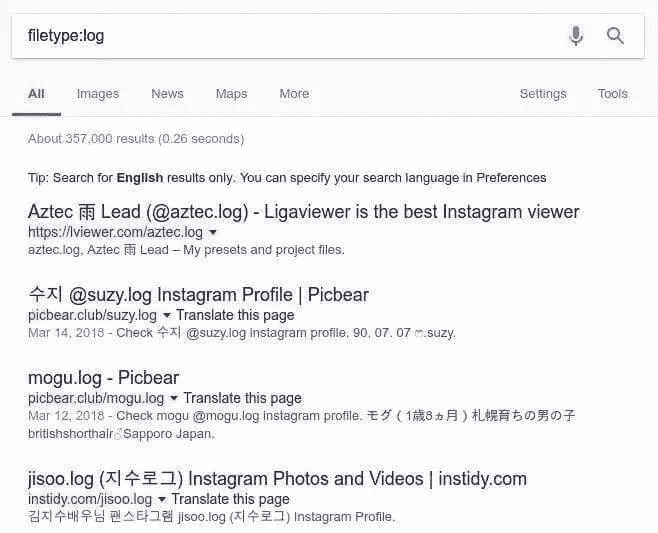 filetype:log
All Images News Maps More Settings Tools
About 357,000 results (0.26 seconds)
Tip: Search for English results only. You can specify your search language in Preferences
Aztec 雨 Lead (@aztec.log) - Ligaviewer is the best Instagram viewer
https://lviewer.com/aztec.log
aztec.log, Aztec 雨 Lead – My presets and project files.
수지 @suzy.log Instagram Profile | Picbear
picbear.club/suzy.log Translate this page
Mar 14, 2018 - Check 수지 @suzy.log instagram profile. 90. 07. 07 ෆ.suzy.
mogu.log - Picbear
picbear.club/mogu.log Translate this page
Mar 12, 2018 - Check mogu @mogu.log instagram profile. モグ ( 1歳8ヵ月 ) 札幌育ちの男の子
britishshorthair♂Sapporo Japan.
jisoo.log (지수로그) Instagram Photos and Videos | instidy.com
instidy.com/jisoo.log Translate this page
김지수배우님 팬스타그램 jisoo.log (지수로그) Instagram Profile.